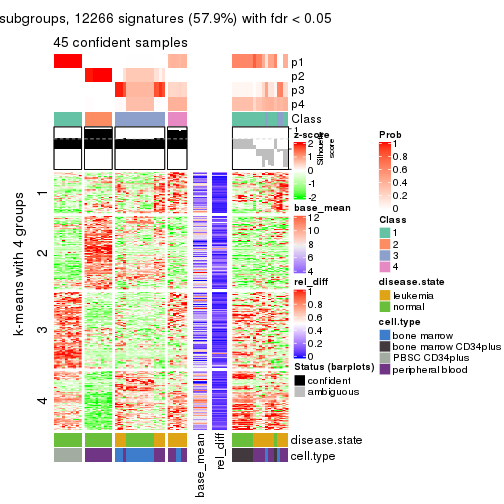 subgroups, 12266 signatures (57.9%) with fdr < 0.05
45 confident samples
p1
p2
p3
p4
Class
1
Silhouette
score
k-means with 4 groups
1
2
3
4
base_mean
rel_diff
disease.state
cell.type
z-score
2
1
0
-1
-2
base_mean
12
10
8
6
4
rel_diff
1
0.8
0.6
0.4
0.2
0
Status (barplots)
confident
ambiguous
Prob
1
0.8
0.6
0.4
0.2
0
Class
1
2
3
4
disease.state
leukemia
normal
cell.type
bone marrow
bone marrow CD34plus
PBSC CD34plus
peripheral blood